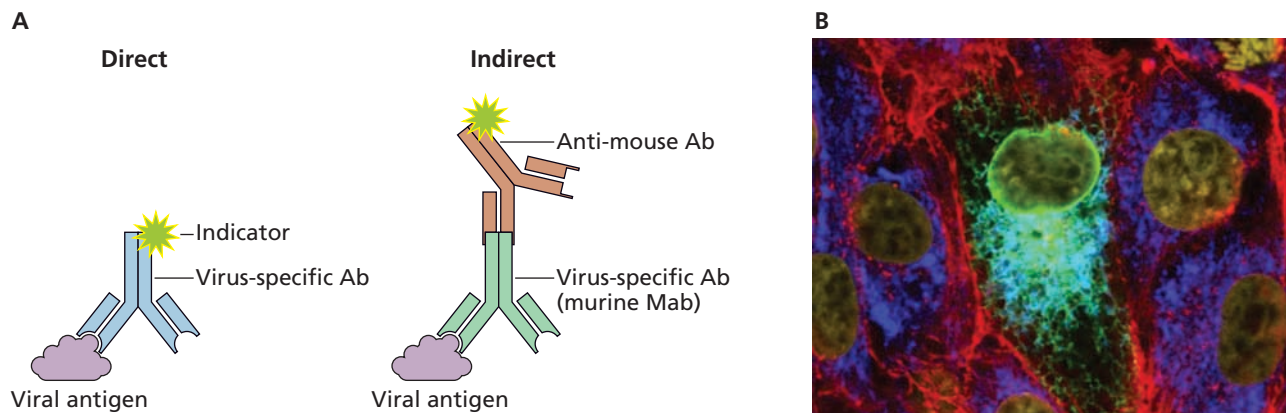 A
Direct
Indicator
Virus-specific Ab
Viral antigen
Indirect
Anti-mouse Ab
Virus-specific Ab
(murine Mab)
Viral antigen
B